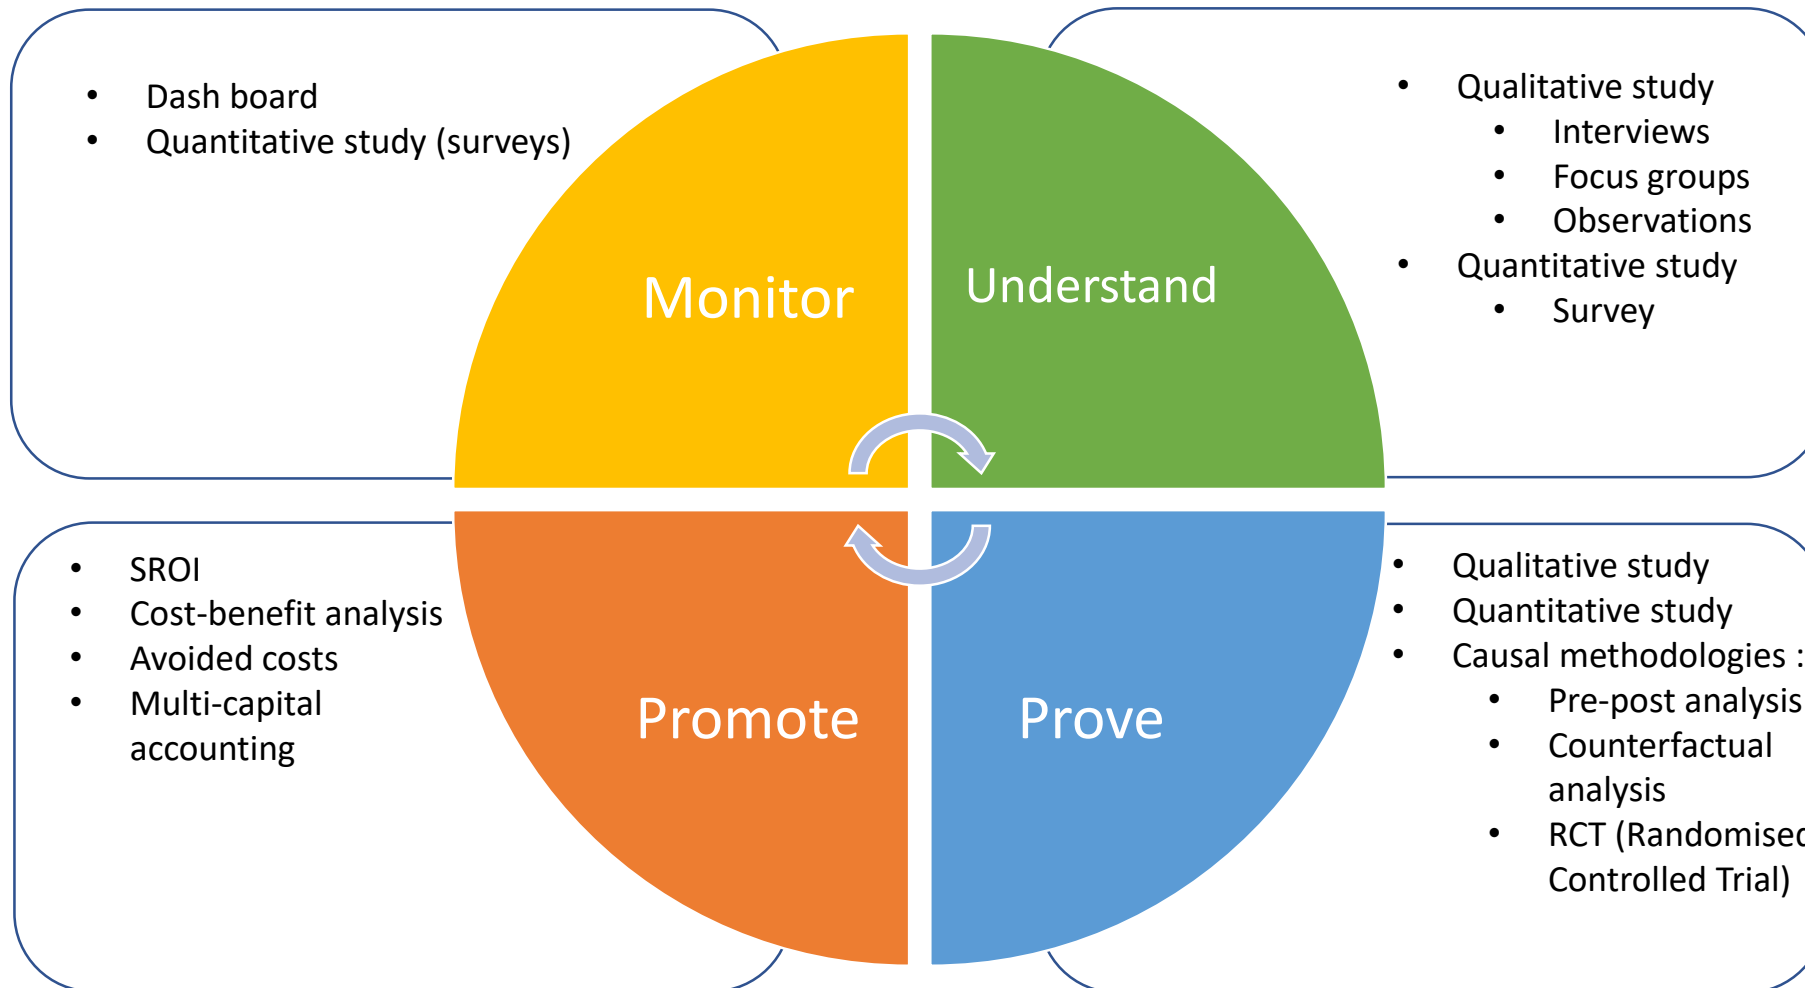 • Dash board
• Quantitative study (surveys)
Monitor
Understand
• Qualitative study
• Interviews
• Focus groups
• Observations
• Quantitative study
• Survey
• SROI
• Cost-benefit analysis
• Avoided costs
• Multi-capital
accounting
Promote
Prove
• Qualitative study
• Quantitative study
• Causal methodologies :
• Pre-post analysis
• Counterfactual
analysis
• RCT (Randomised
Controlled Trial)